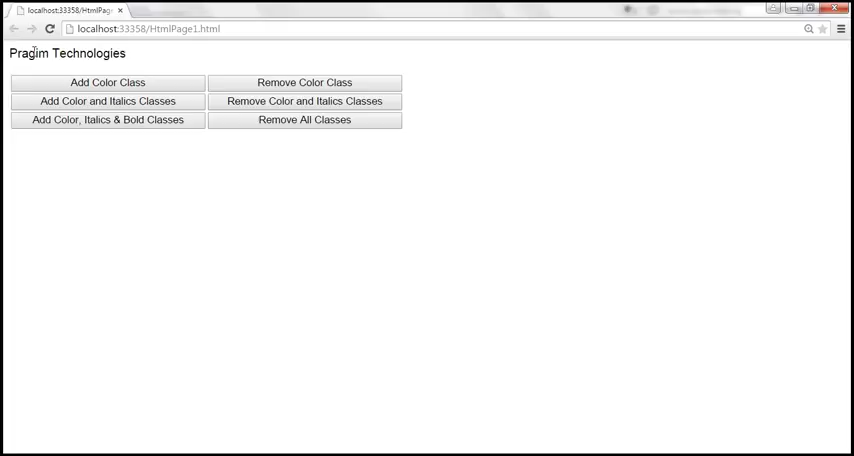 localhost:33358/HtmlPag
localhost:33358/HtmlPage1.html
Pragim Technologies
Add Color Class Remove Color Class
Add Color and Italics Classes Remove Color and Italics Classes
Add Color, Italics & Bold Classes Remove All Classes